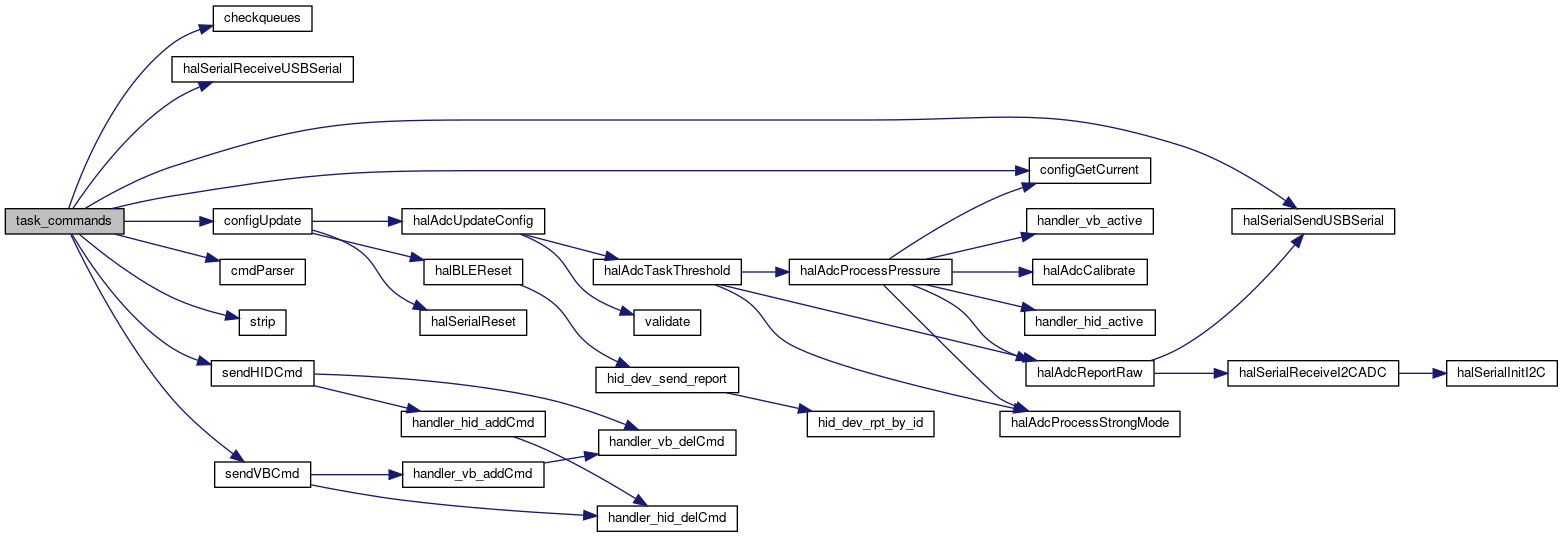 checkqueues
halSerialReceiveUSBSerial
configGetCurrent
task_commands
configUpdate
halAdcUpdateConfig
handler_vb_active
halSerialSendUSBSerial
cmdParser
halBLEReset
halAdcTaskThreshold
halAdcProcessPressure
halAdcCalibrate
strip
halSerialReset
validate
handler_hid_active
sendHIDCmd
hid_dev_send_report
halAdcReportRaw
halSerialReceiveI2CADC
halSerialInitI2C
handler_hid_addCmd
hid_dev_rpt_by_id
halAdcProcessStrongMode
handler_vb_delCmd
sendVBCmd
handler_vb_addCmd
handler_hid_delCmd